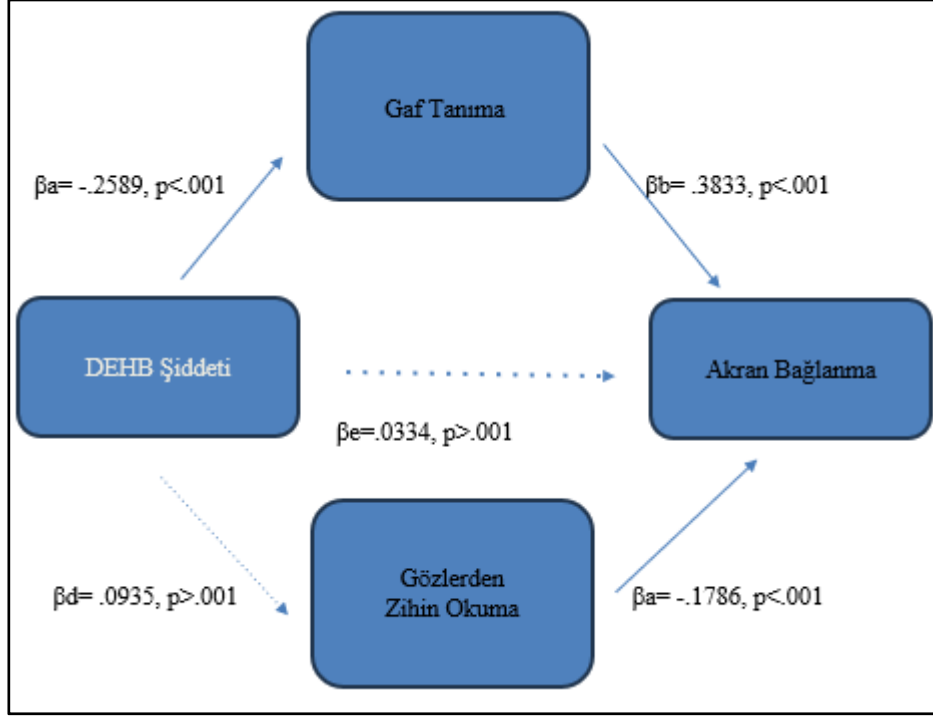 Gaf Tanıma
βa= -.2589, p<.001
βb= .3833, p<.001
DEHB Şiddeti
Akran Bağlanma
βe=.0334, p>.001
βd= .0935, p>.001
Gözlerden
Zihin Okuma
βa= -.1786, p<.001